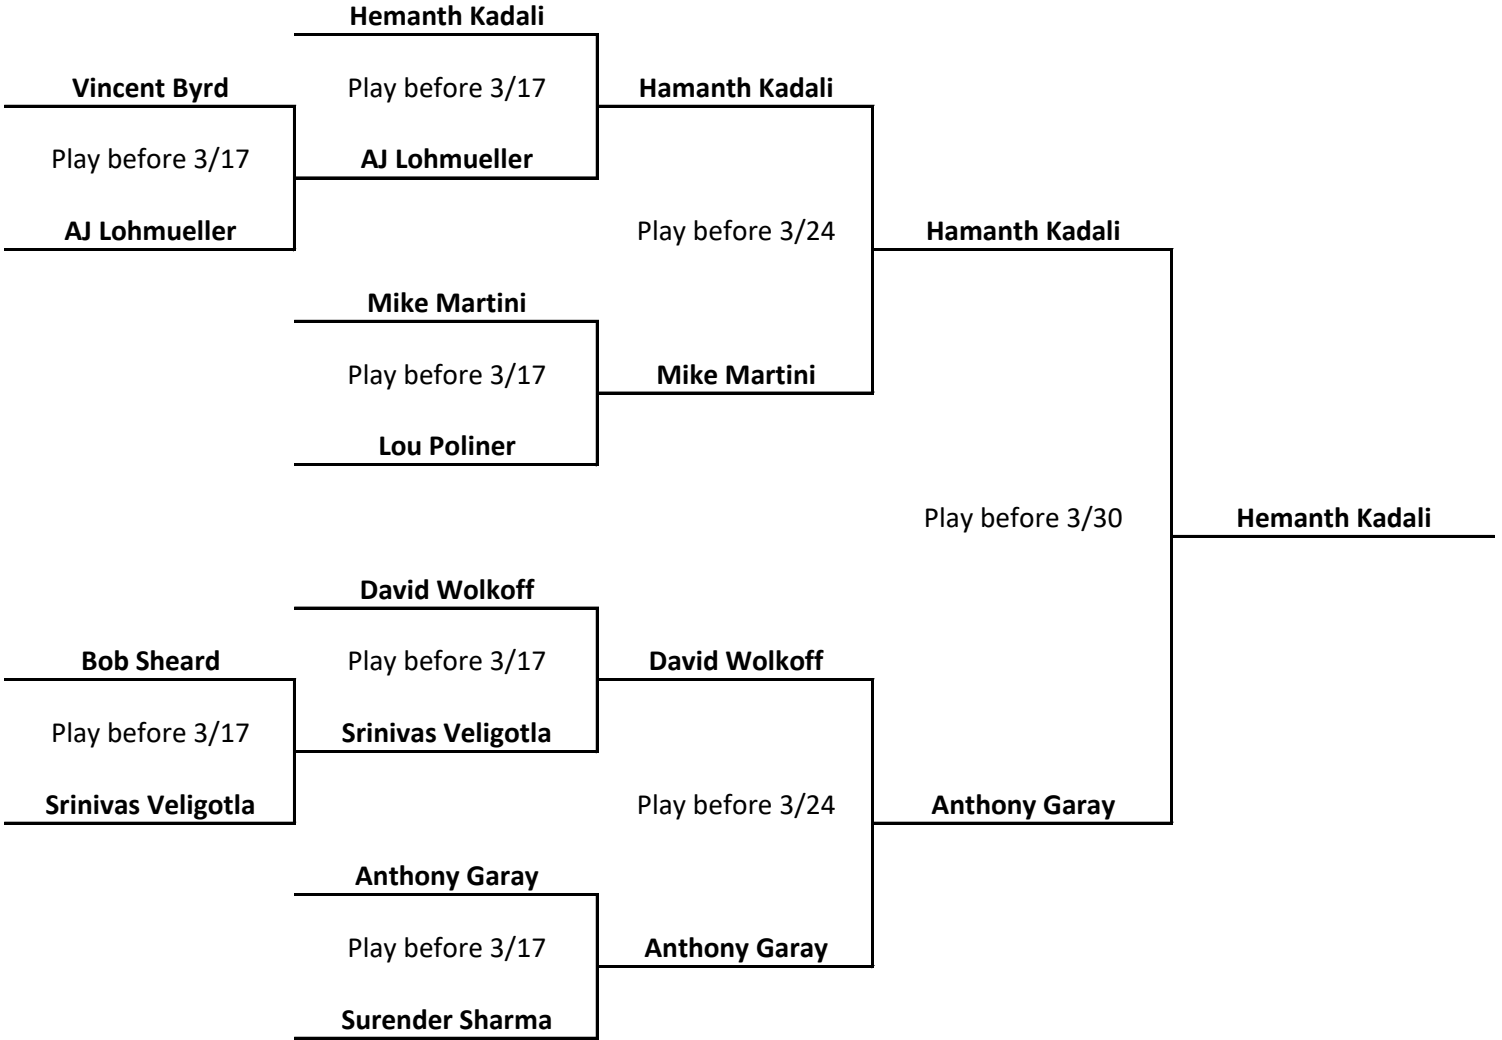 Hemanth Kadali
Vincent Byrd
Play before 3/17
Hamanth Kadali
Play before 3/17
AJ Lohmueller
AJ Lohmueller
Play before 3/24
Hamanth Kadali
Mike Martini
Play before 3/17
Mike Martini
Lou Poliner
Play before 3/30
Hemanth Kadali
David Wolkoff
Bob Sheard
Play before 3/17
David Wolkoff
Play before 3/17
Srinivas Veligotla
Srinivas Veligotla
Play before 3/24
Anthony Garay
Anthony Garay
Play before 3/17
Anthony Garay
Surender Sharma